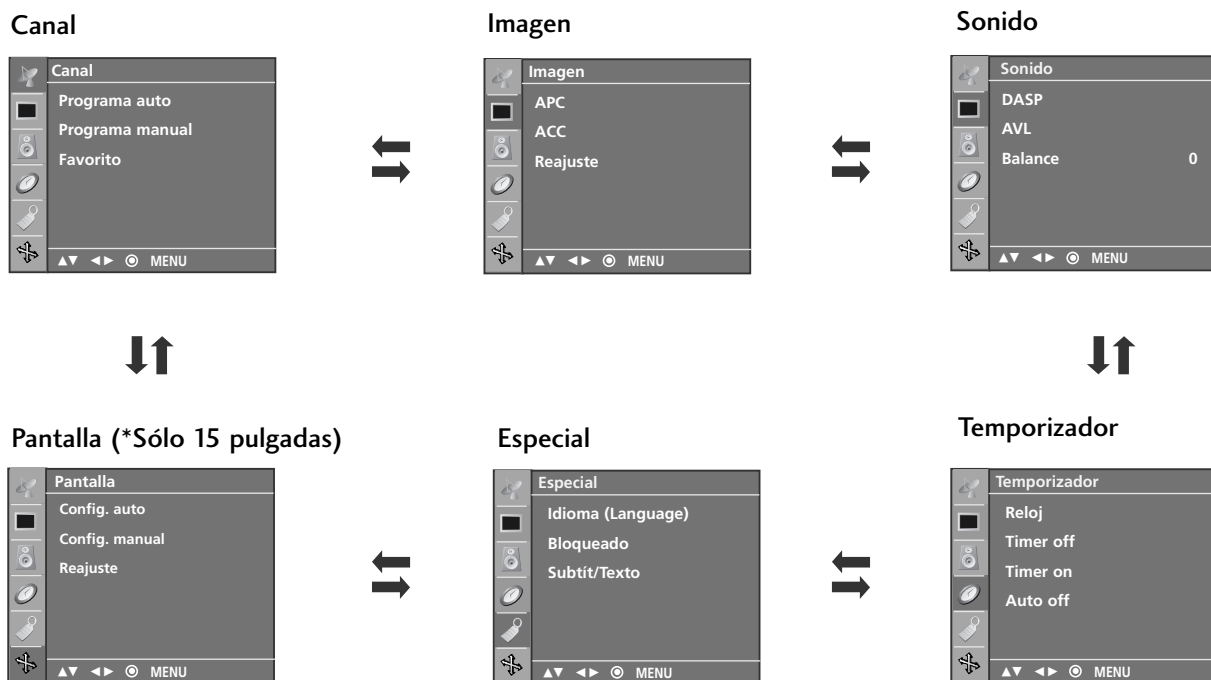 Canal
Canal
Programa auto
Programa manual
Favorito
MENU
Imagen
Imagen
APC
ACC
Reajuste
MENU
Sonido
Sonido
DASP
AVL
Balance 0
MENU
Pantalla (*Sólo 15 pulgadas)
Pantalla
Config. auto
Config. manual
Reajuste
MENU
Especial
Especial
Idioma (Language)
Bloqueado
Subtít/Texto
MENU
Temporizador
Temporizador
Reloj
Timer off
Timer on
Auto off
MENU